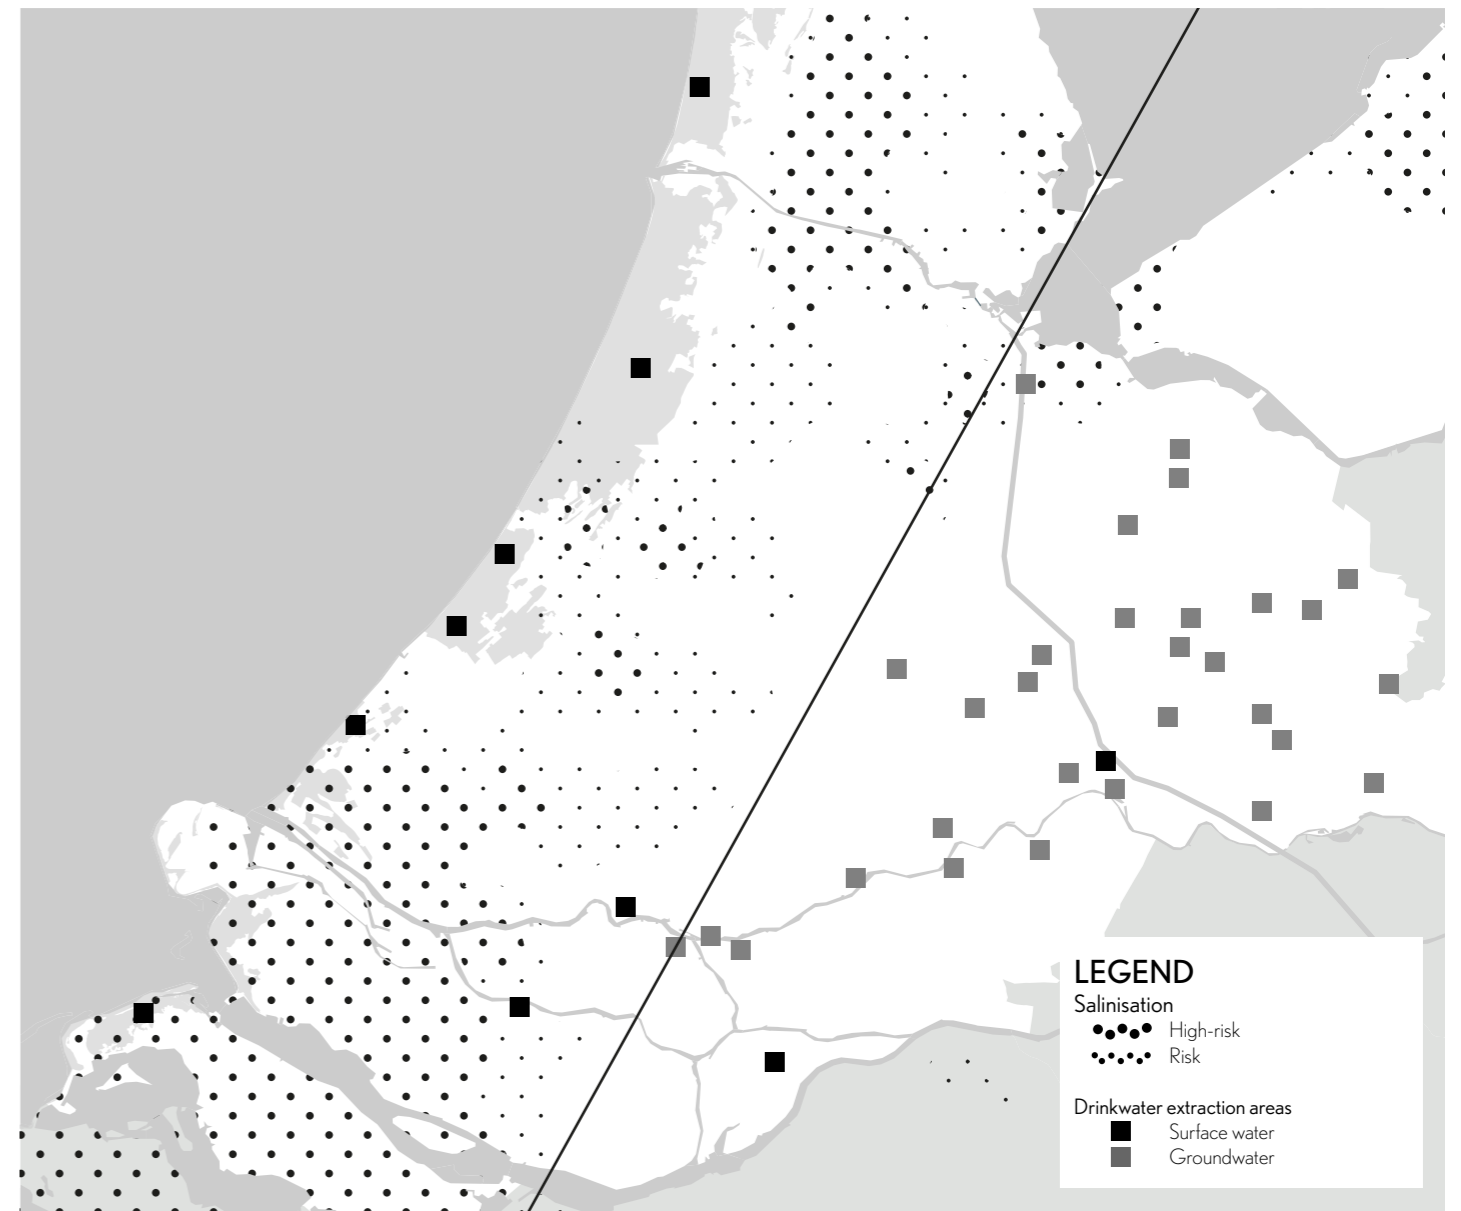 LEGEND
Salinisation
High-risk
Risk
Drinkwater extraction areas
Surface water
Groundwater